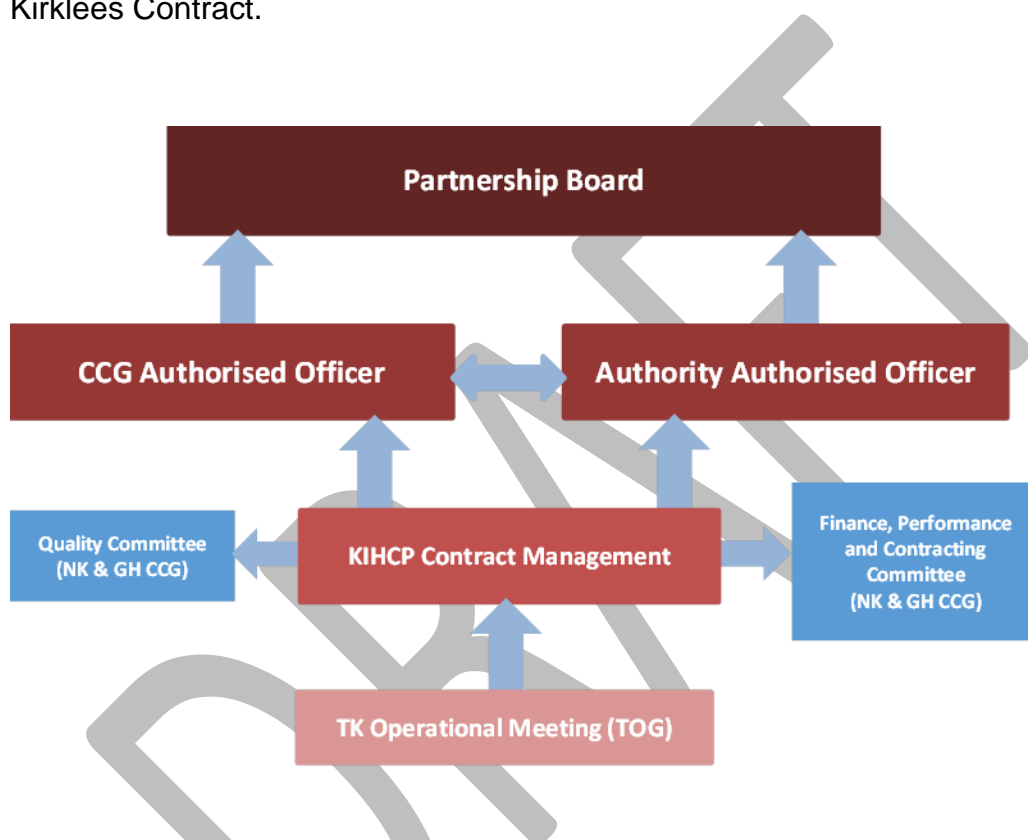 Kirklees Contract.
Partnership Board
CCG Authorised Officer
Authority Authorised Officer
Quality Committee
(NK & GH CCG)
KIHCP Contract Management
Finance, Performance
and Contracting
Committee
(NK & GH CCG)
TK Operational Meeting (TOG)
DRAFT